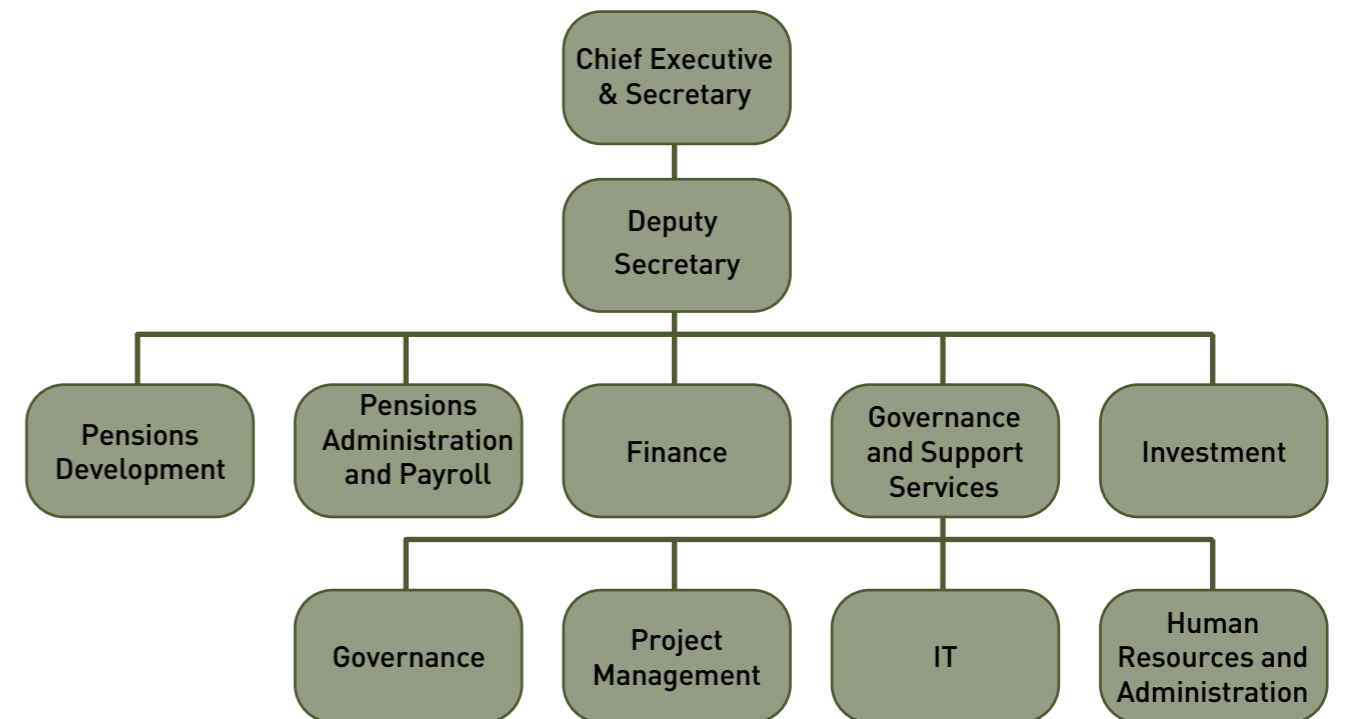 Chief Executive
& Secretary
Deputy
Secretary
Pensions
Development
Pensions
Administration
and Payroll
Finance
Governance
and Support
Services
Investment
Governance
Project
Management
IT
Human
Resources and
Administration